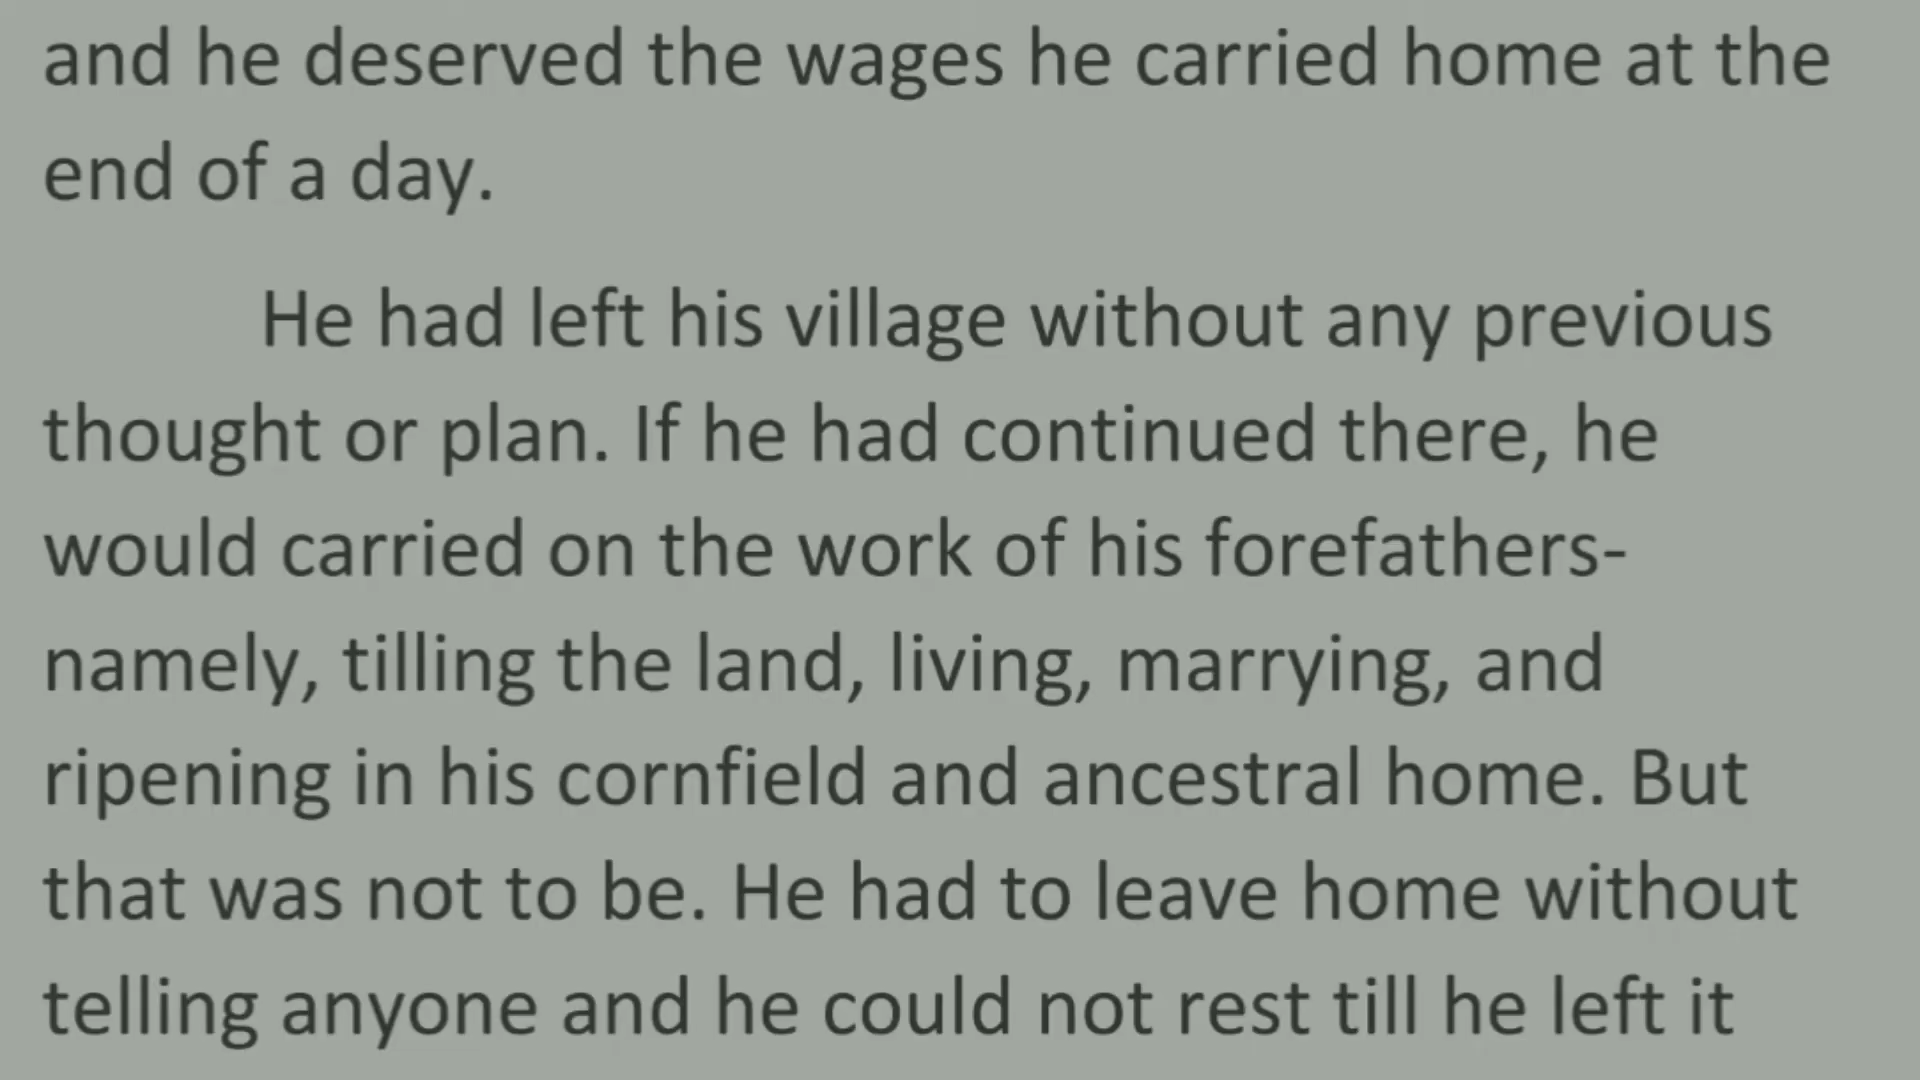 and he deserved the wages he carried home at the
end of a day.
He had left his village without any previous
thought or plan. If he had continued there, he
would carried on the work of his forefathers-
namely, tilling the land, living, marrying, and
ripening in his cornfield and ancestral home. But
that was not to be. He had to leave home without
telling anyone and he could not rest till he left it